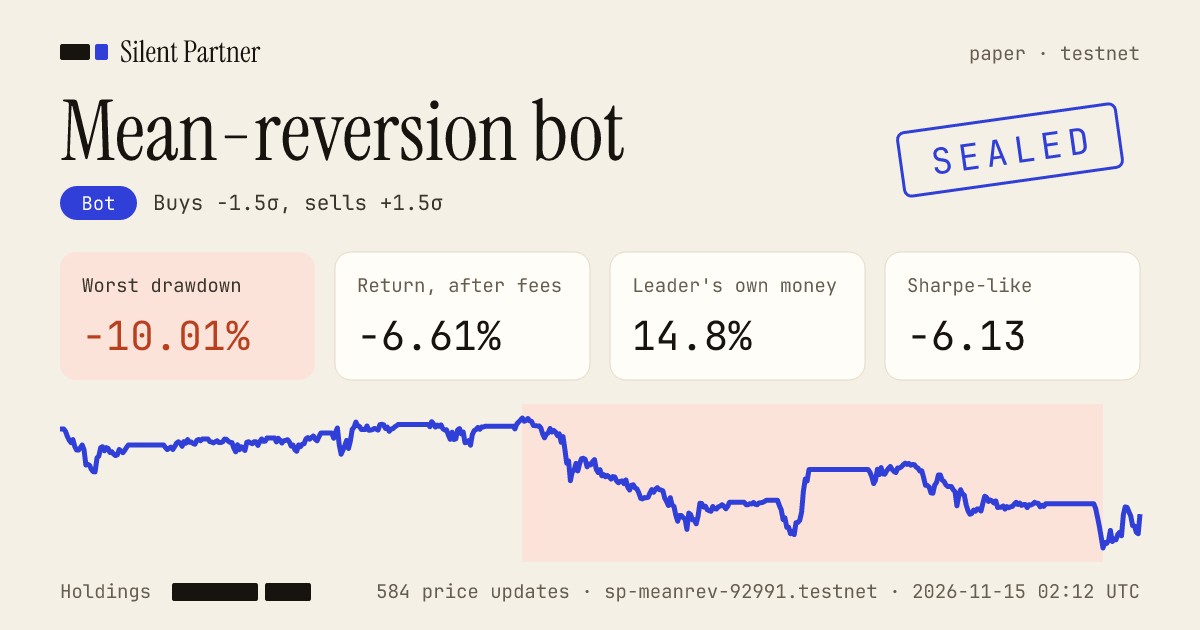 Silent Partner
paper · testnet
Mean-reversion bot
SEALED
Bot
Buys -1.5σ, sells +1.5σ
Worst drawdown
-10.01%
Return, after fees
-6.61%
Leader's own money
14.8%
Sharpe-like
-6.13
Holdings
584 price updates · sp-meanrev-92991.testnet · 2026-11-15 02:12 UTC